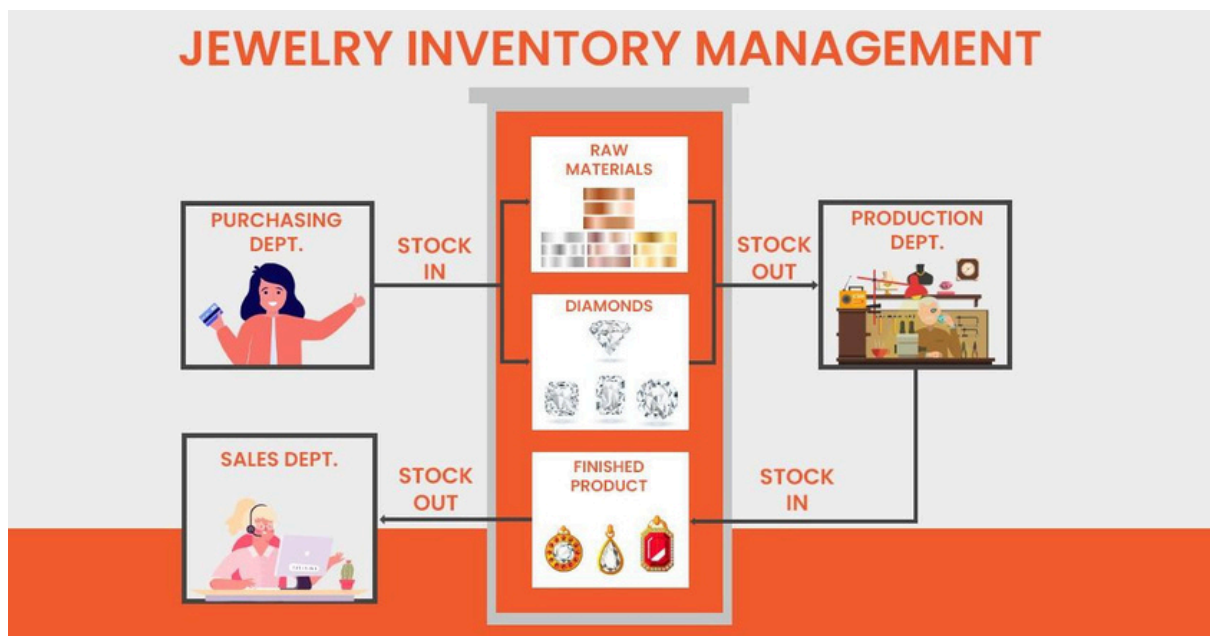 JEWELRY INVENTORY MANAGEMENT
RAW
MATERIALS
PURCHASING
DEPT.
STOCK
IN
STOCK
OUT
PRODUCTION
DEPT.
DIAMONDS
SALES DEPT.
STOCK
OUT
FINISHED
PRODUCT
STOCK
IN